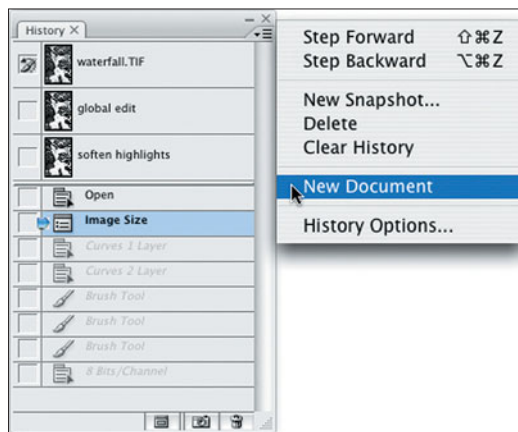 History ×
waterfall.TIF
global edit
soften highlights
Open
Image Size
Curves 1 Layer
Curves 2 Layer
Brush Tool
Brush Tool
Brush Tool
8 Bits/Channel
Step Forward ⇧⌘Z
Step Backward ⌥⌘Z
New Snapshot...
Delete
Clear History
New Document
History Options...